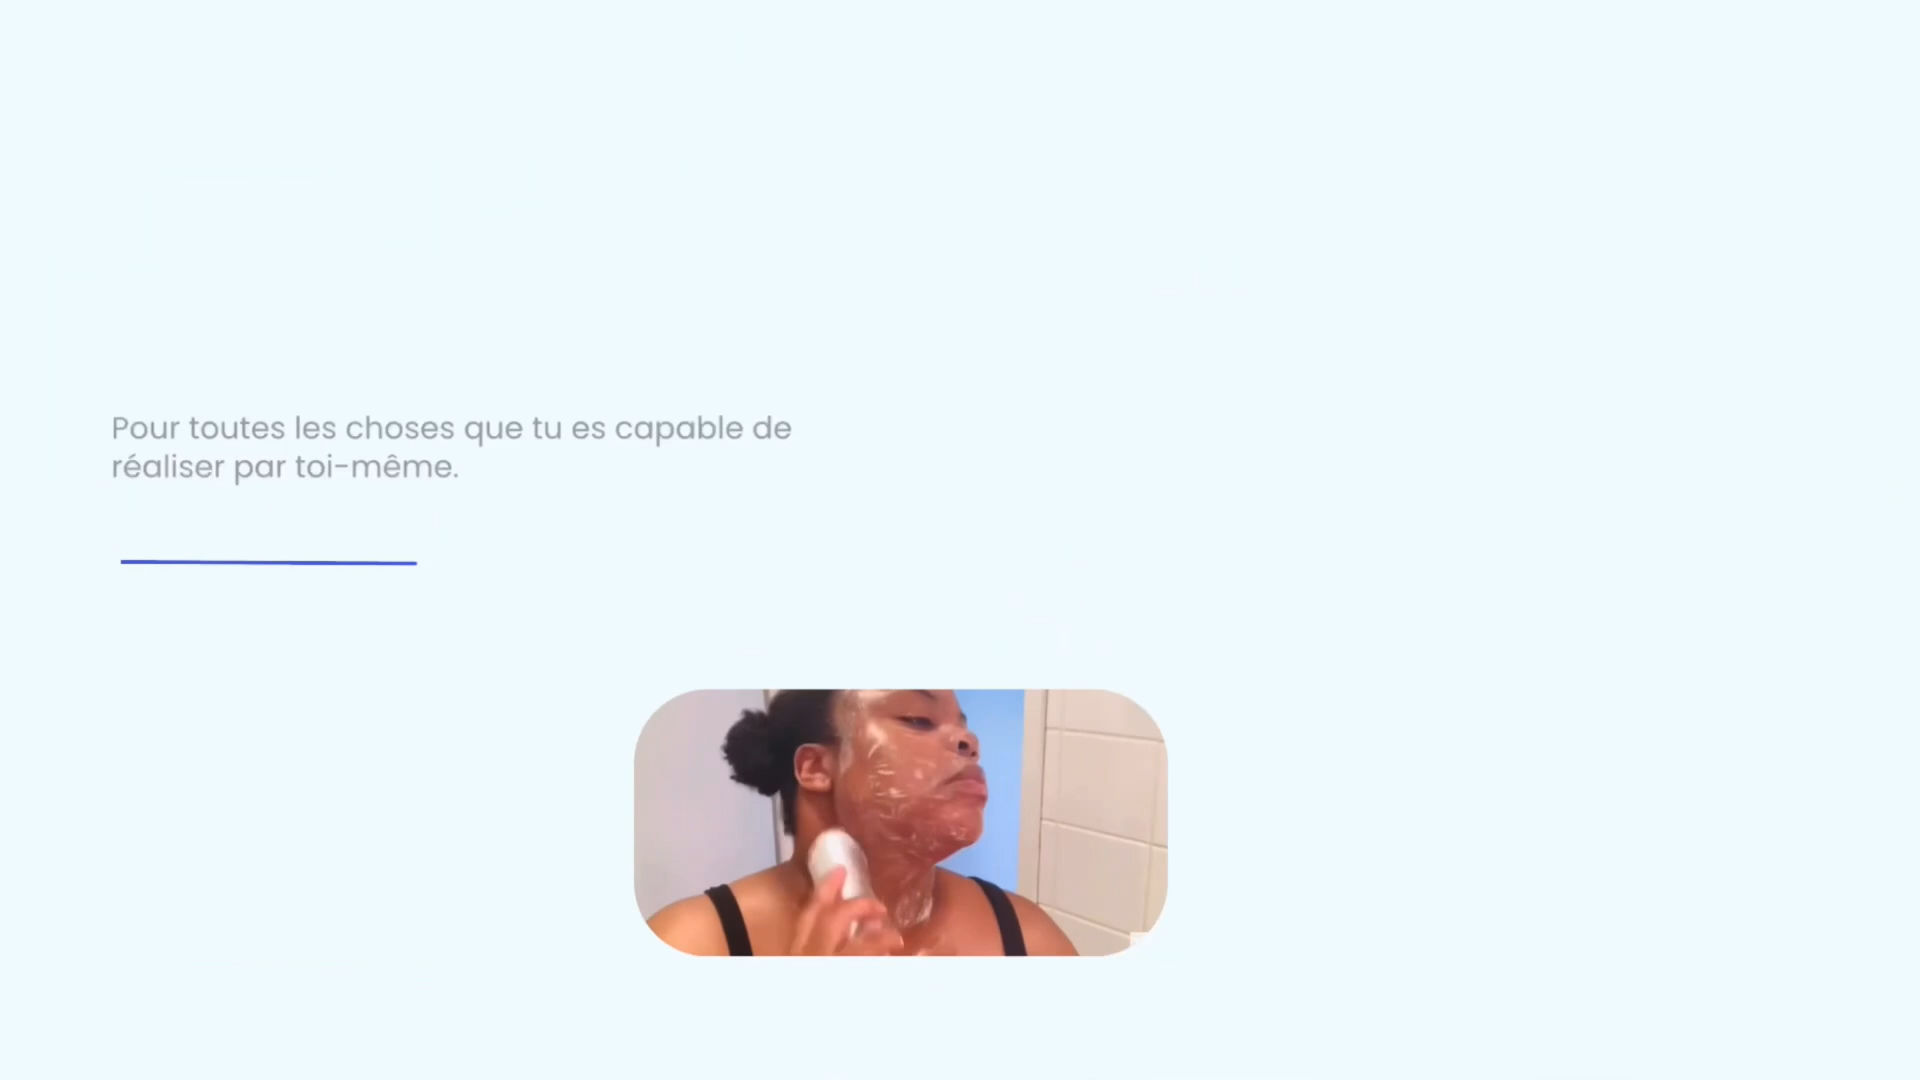 Pour toutes les choses que tu es capable de
réaliser par toi-même.